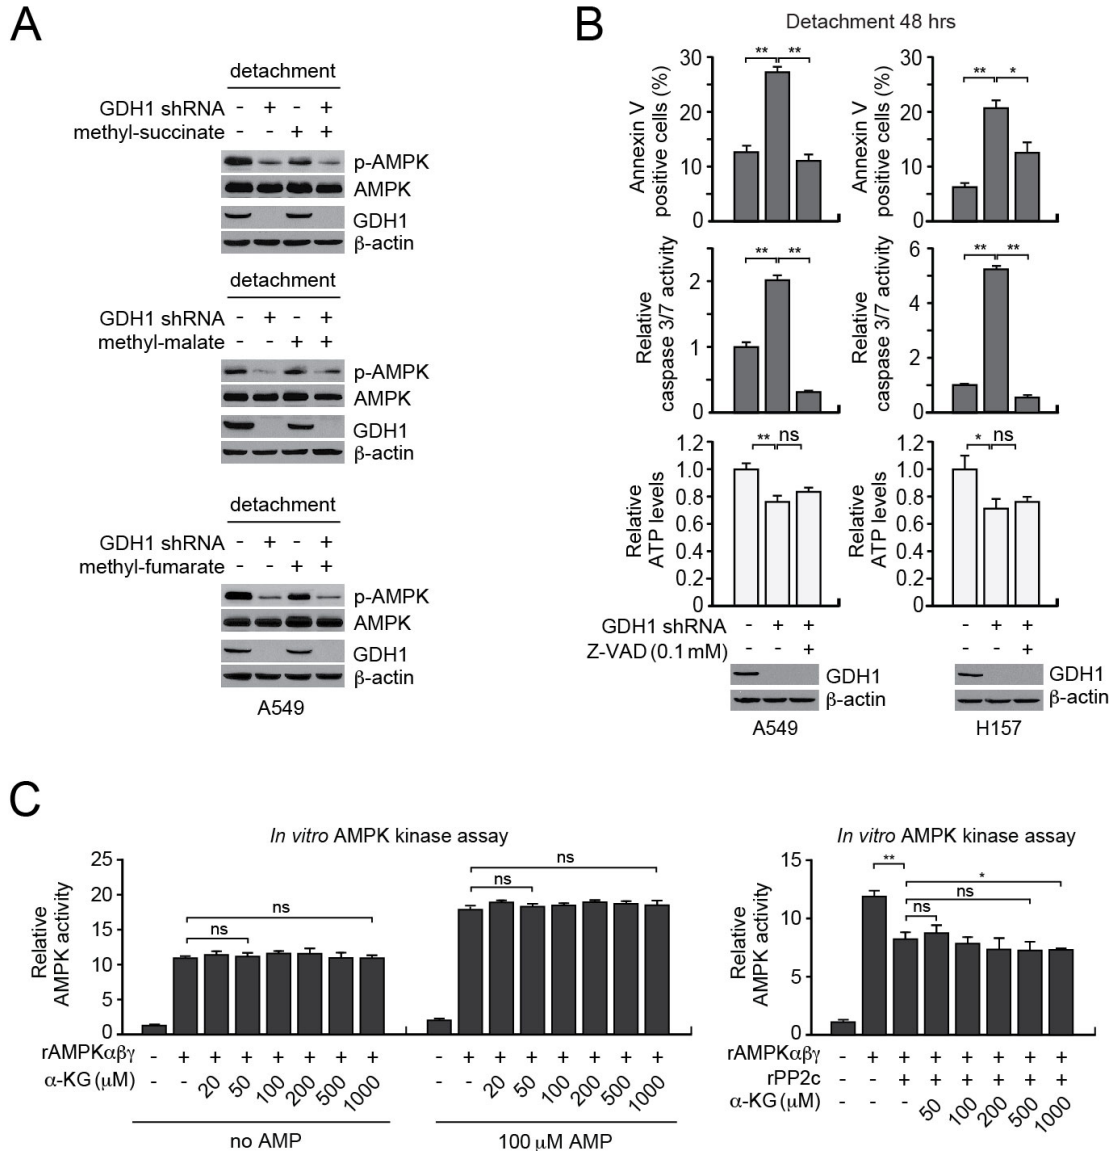 A
detachment
GDH1 shRNA - + - +
methyl-succinate - - + +
p-AMPK
AMPK
GDH1
β-actin
detachment
GDH1 shRNA - + - +
methyl-malate - - + +
p-AMPK
AMPK
GDH1
β-actin
detachment
GDH1 shRNA - + - +
methyl-fumarate - - + +
p-AMPK
AMPK
GDH1
β-actin
A549
B
Detachment 48 hrs
Annexin V
positive cells (%)
30
20
10
0
** **
Annexin V
positive cells (%)
30
20
10
0
** *
Relative
caspase 3/7 activity
2
1
0
** **
Relative
caspase 3/7 activity
6
4
2
0
** **
Relative
ATP levels
1.2
1.0
0.8
0.6
0.4
0.2
0
** ns
Relative
ATP levels
1.2
1.0
0.8
0.6
0.4
0.2
0
* ns
GDH1 shRNA - + + - + +
Z-VAD (0.1 mM) - - + - - +
GDH1 GDH1
β-actin β-actin
A549 H157
C
In vitro AMPK kinase assay
Relative
AMPK activity
25
20
15
10
5
0
ns
ns
ns
ns
rAMPKαβγ - + + + + + + + - + + + + + + +
α-KG (μM) - - 20 50 100 200 500 1000 - - 20 50 100 200 500 1000
no AMP 100 μM AMP
In vitro AMPK kinase assay
Relative
AMPK activity
15
10
5
0
**
*
ns
ns
rAMPKαβγ - + + + + + + +
rPP2c - - + + + + + +
α-KG (μM) - - - 50 100 200 500 1000